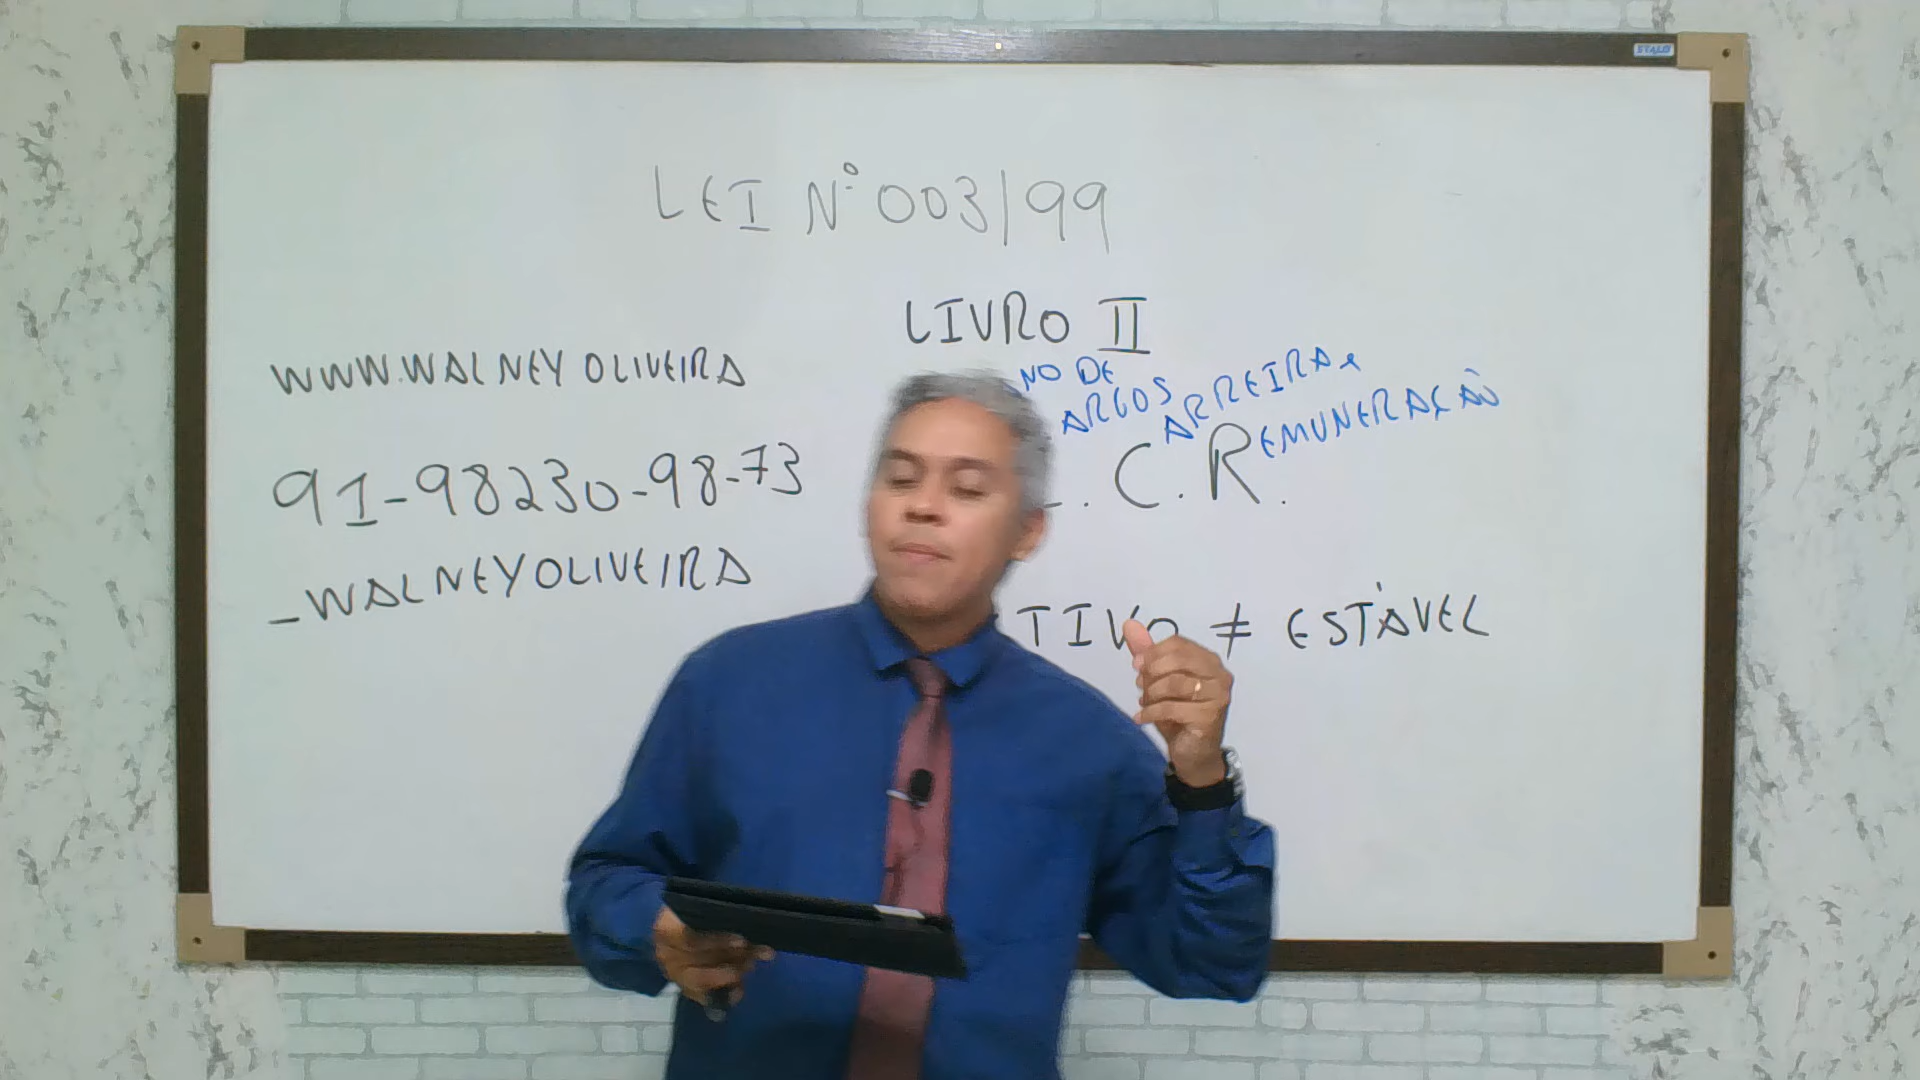 STALO
LEI Nº 003/99
LIVRO II
NO DE
ARGOS ARREIRA e
C. R. EMUNERAÇÃO
TIVO ≠ ESTÁVEL
WWW.WALNEYOLIVEIRA
91-98230-98-73
_WALNEYOLIVEIRA